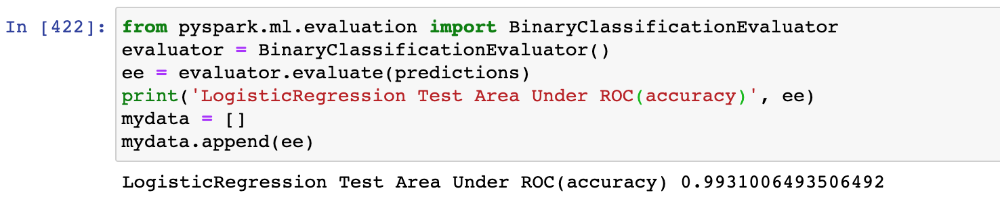 In [422]: from pyspark.ml.evaluation import BinaryClassificationEvaluator
evaluator = BinaryClassificationEvaluator()
ee = evaluator.evaluate(predictions)
print('LogisticRegression Test Area Under ROC(accuracy)', ee)
mydata = []
mydata.append(ee)
LogisticRegression Test Area Under ROC(accuracy) 0.9931006493506492